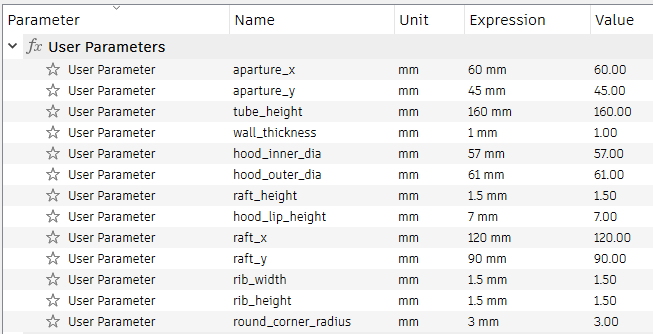 Parameter Name Unit Expression Value
fx User Parameters
User Parameter aparture_x mm 60 mm 60.00
User Parameter aparture_y mm 45 mm 45.00
User Parameter tube_height mm 160 mm 160.00
User Parameter wall_thickness mm 1 mm 1.00
User Parameter hood_inner_dia mm 57 mm 57.00
User Parameter hood_outer_dia mm 61 mm 61.00
User Parameter raft_height mm 1.5 mm 1.50
User Parameter hood_lip_height mm 7 mm 7.00
User Parameter raft_x mm 120 mm 120.00
User Parameter raft_y mm 90 mm 90.00
User Parameter rib_width mm 1.5 mm 1.50
User Parameter rib_height mm 1.5 mm 1.50
User Parameter round_corner_radius mm 3 mm 3.00